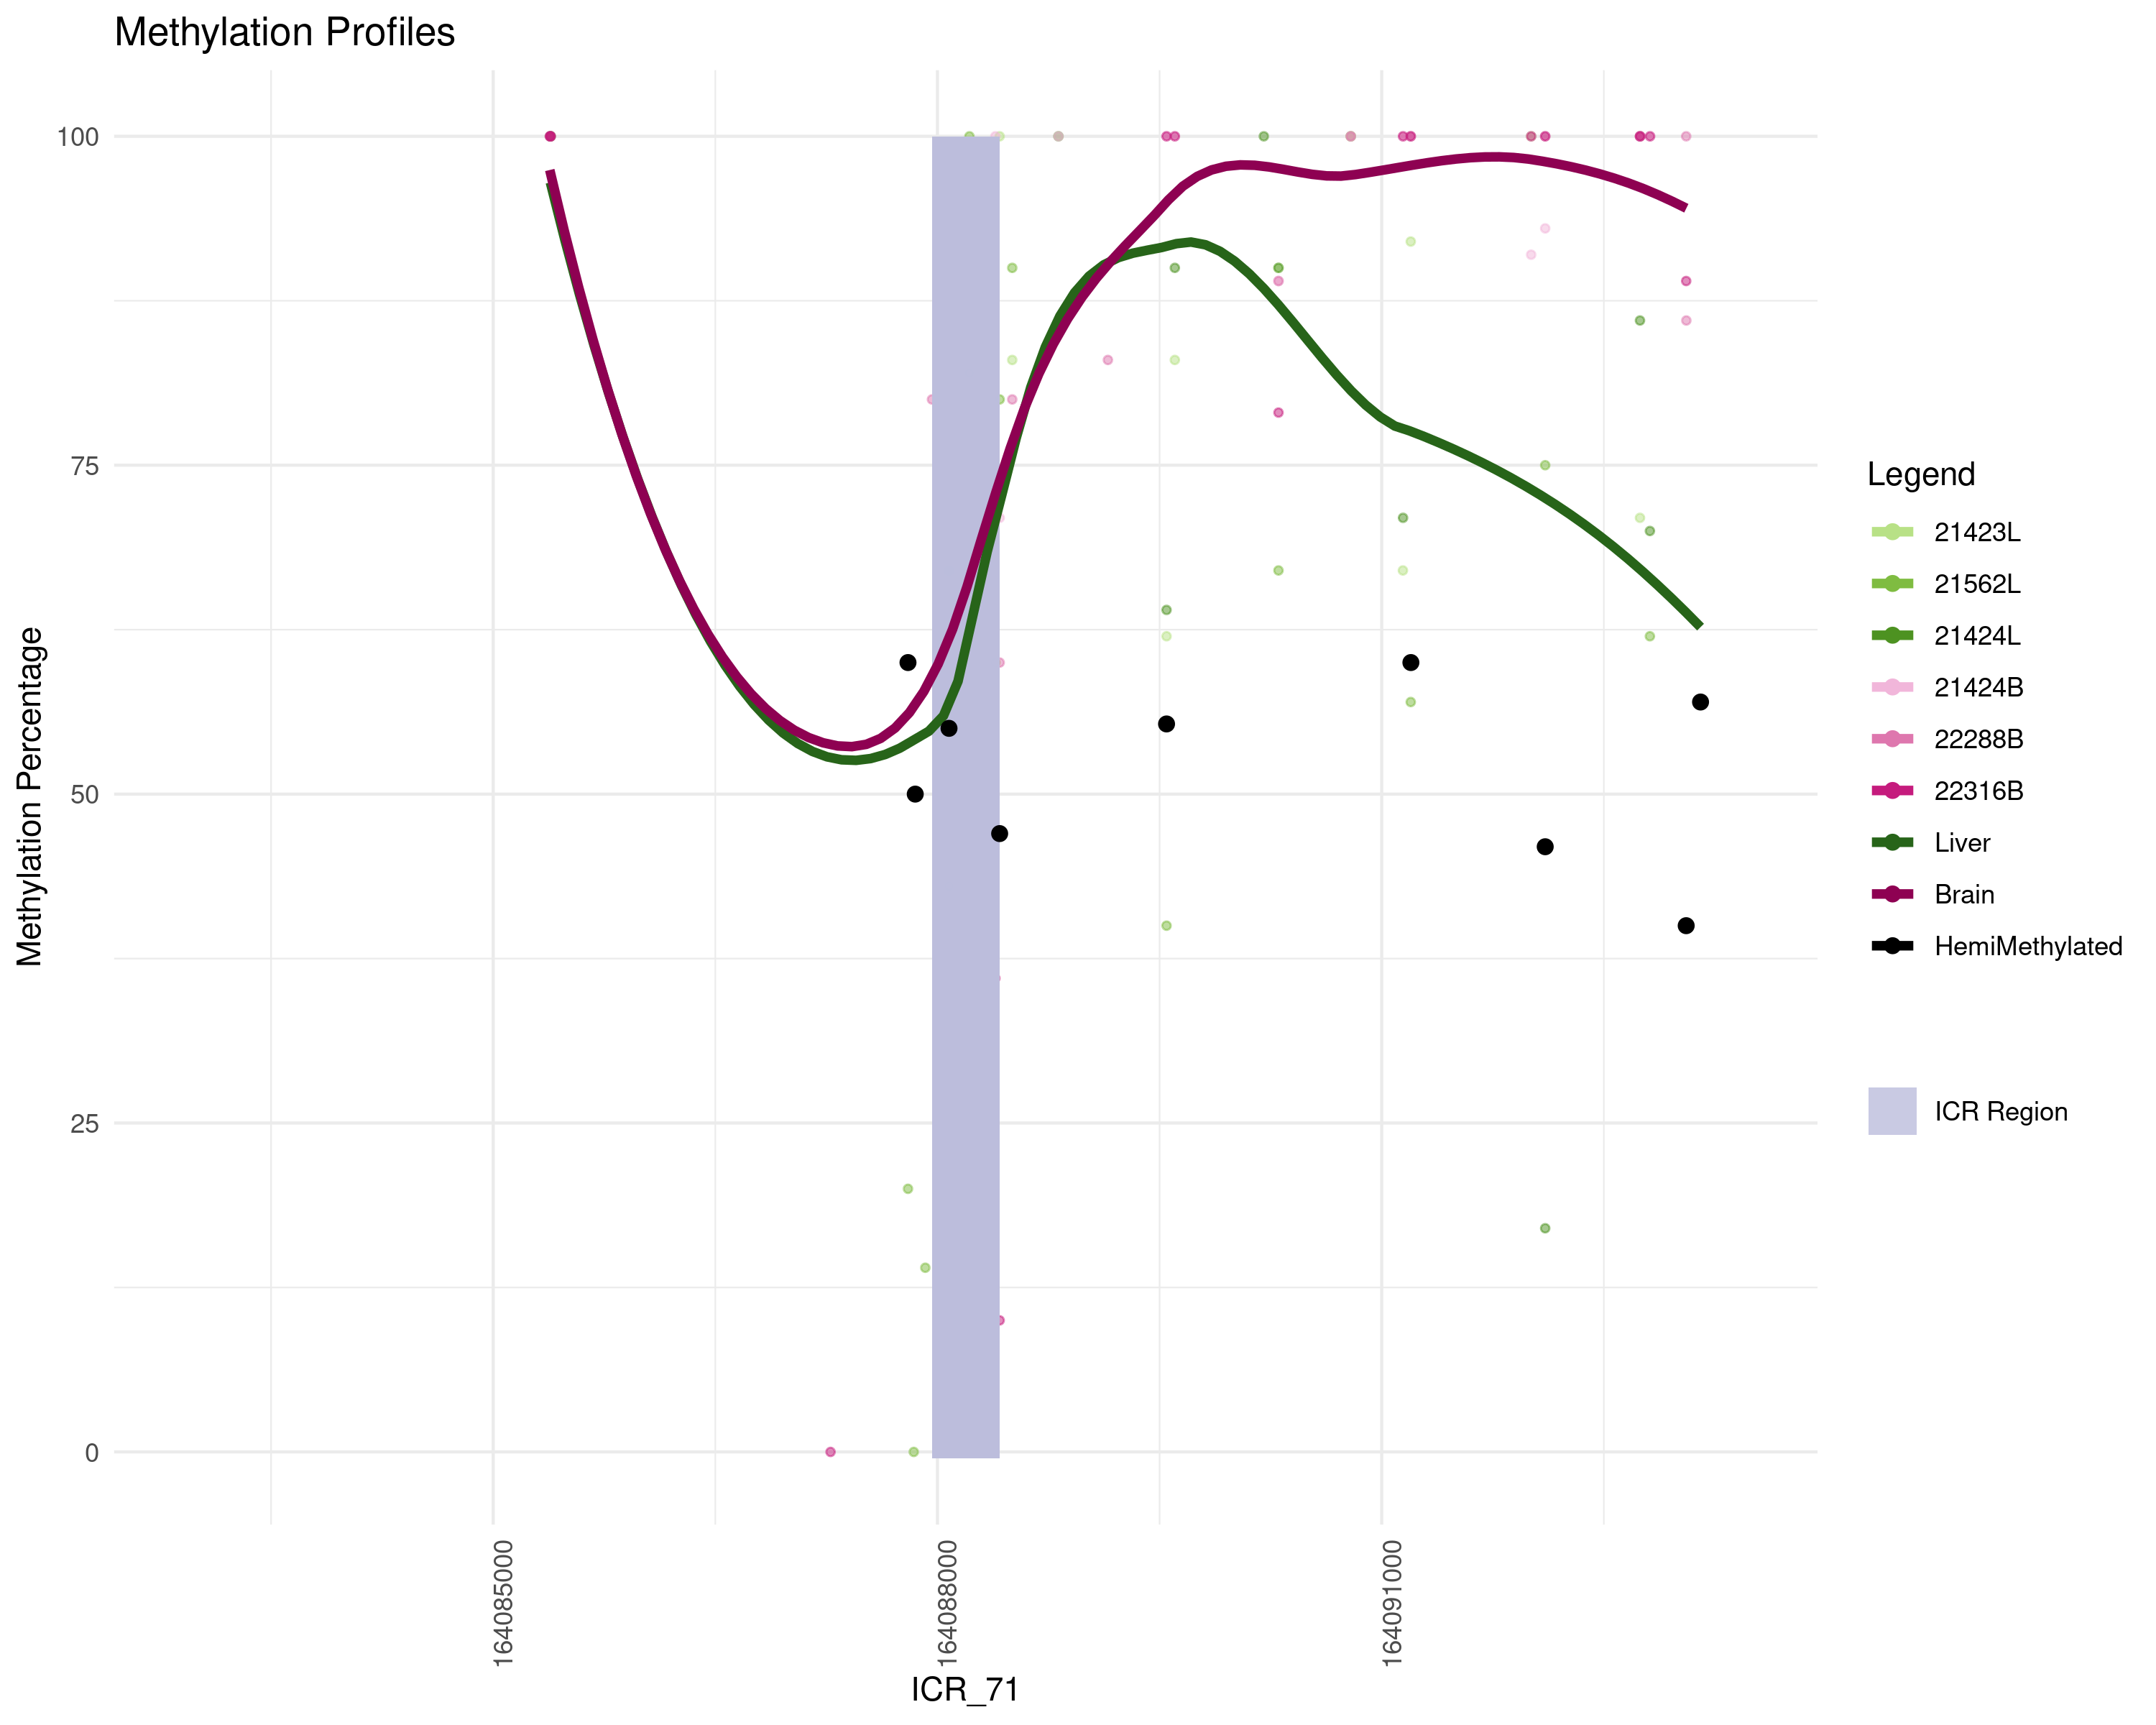 Methylation Profiles
Methylation Percentage
100
75
50
25
0
164085000
164088000
164091000
ICR_71
Legend
21423L
21562L
21424L
21424B
22288B
22316B
Liver
Brain
HemiMethylated
ICR Region